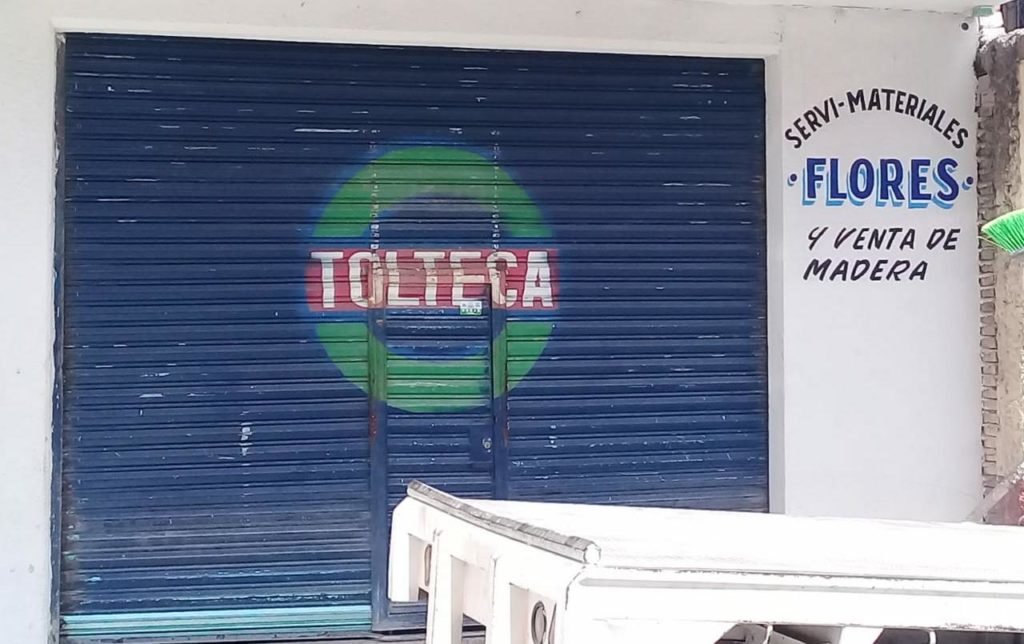 TOLTECA
SERVI-MATERIALES
·FLORES·
Y VENTA DE
MADERA